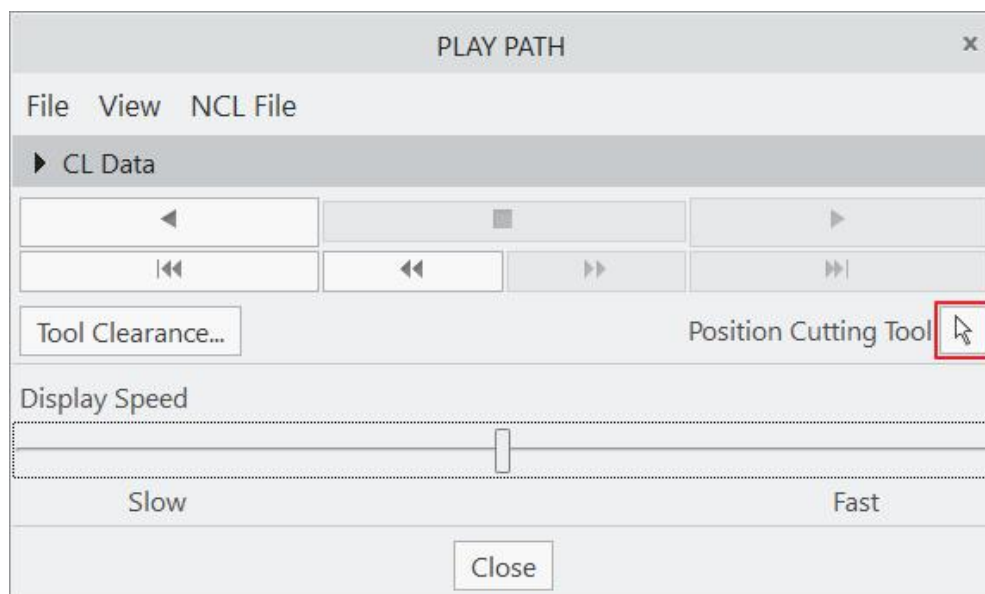 PLAY PATH
File View NCL File
CL Data
Tool Clearance... Position Cutting Tool
Display Speed
Slow Fast
Close